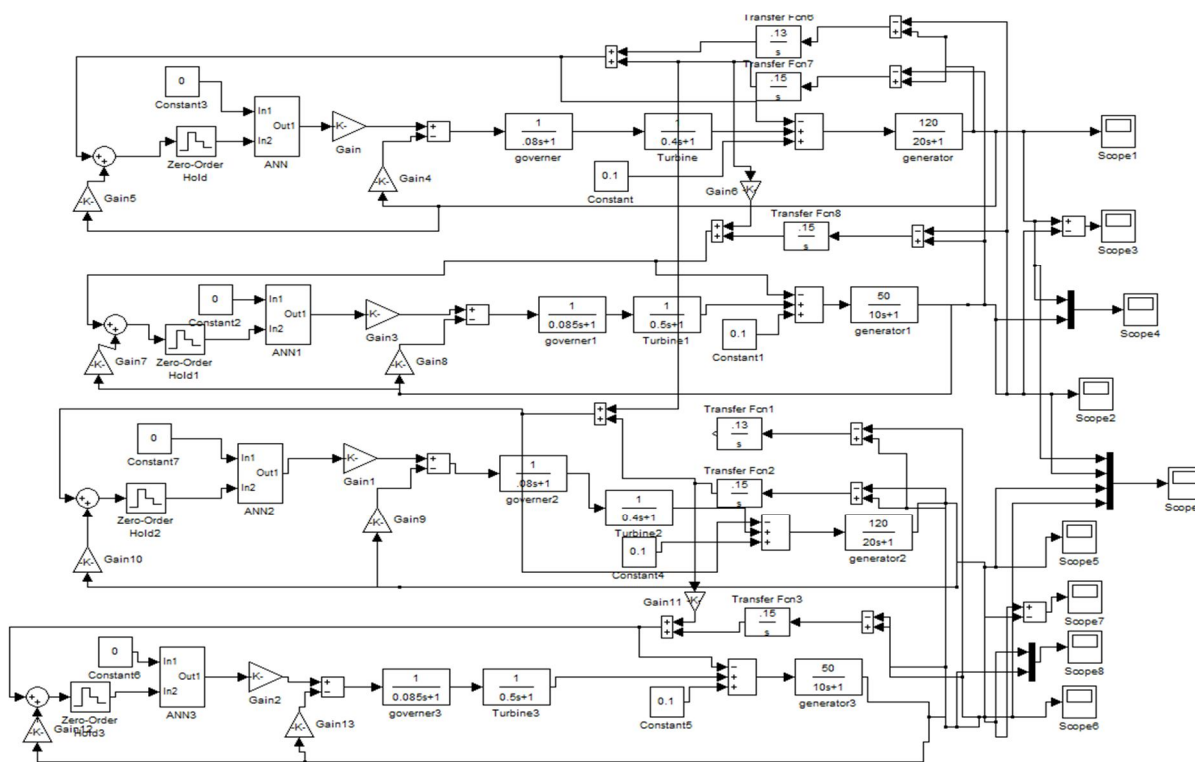 Transfer Fcn6
.13
s
Transfer Fcn7
.15
s
0
Constant3
In1
Out1
In2
ANN
Zero-Order
Hold
-K-
Gain
+
-
1
.08s+1
governer
1
0.4s+1
Turbine
-
+
+
120
20s+1
generator
Scope1
-K-
Gain5
-K-
Gain4
0.1
Constant
Gain6
-K-
Transfer Fcn8
.15
s
Scope3
0
Constant2
In1
Out1
In2
ANN1
Zero-Order
Hold1
-K-
Gain3
+
-
1
0.085s+1
governer1
1
0.5s+1
Turbine1
-
+
+
50
10s+1
generator1
Scope4
-K-
Gain7
-K-
Gain8
0.1
Constant1
Scope2
Transfer Fcn1
.13
s
0
Constant7
In1
Out1
In2
ANN2
Zero-Order
Hold2
-K-
Gain1
+
-
1
.08s+1
governer2
Transfer Fcn2
.15
s
1
0.4s+1
Turbine2
-
+
+
120
20s+1
generator2
Scope
-K-
Gain10
-K-
Gain9
0.1
Constant4
Scope5
Gain11
-K-
Transfer Fcn3
.15
s
Scope7
0
Constant6
In1
Out1
In2
ANN3
Zero-Order
Hold3
-K-
Gain2
+
-
1
0.085s+1
governer3
1
0.5s+1
Turbine3
-
+
+
50
10s+1
generator3
Scope8
-K-
Gain12
-K-
Gain13
0.1
Constant5
Scope6